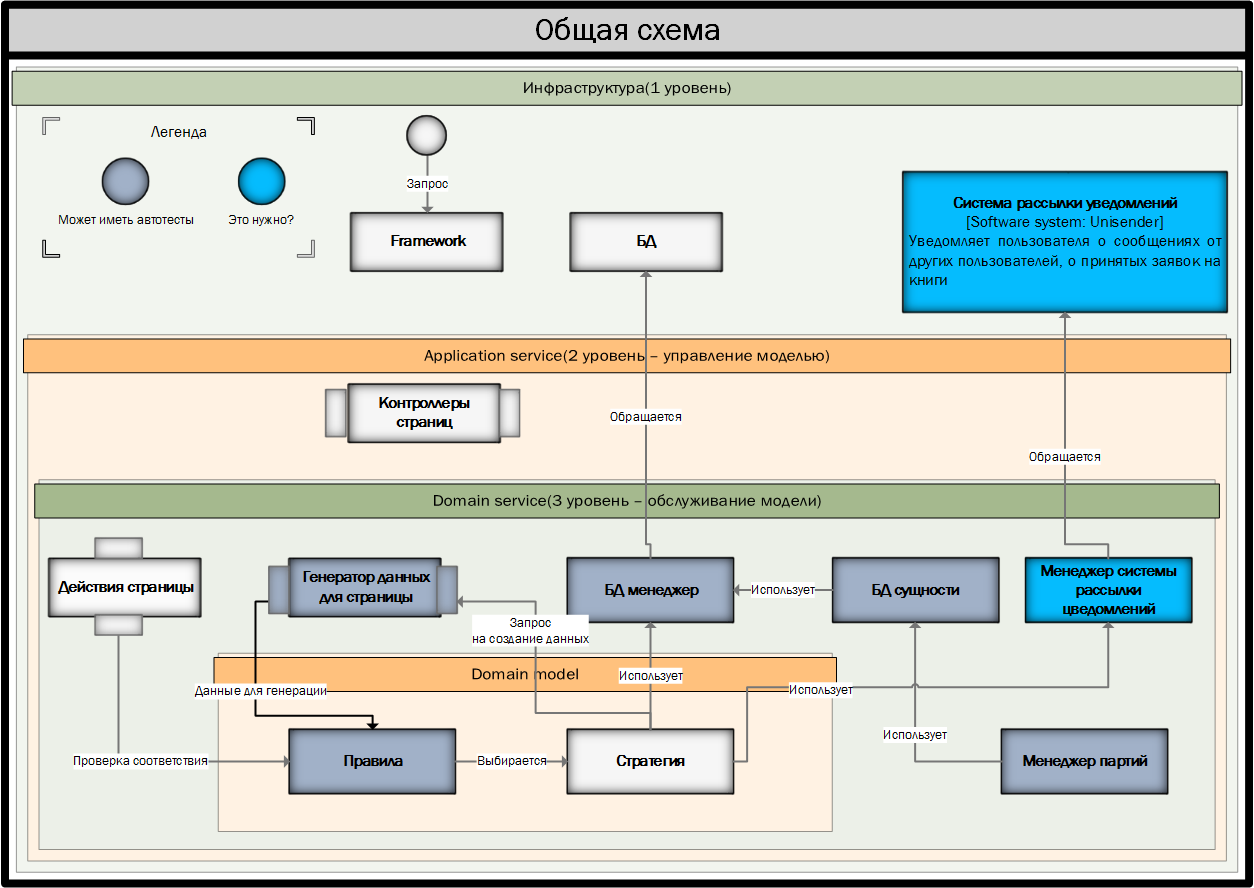 Общая схема
Инфраструктура(1 уровень)
Легенда
Может иметь автотесты
Это нужно?
Запрос
Framework
БД
Система рассылки уведомлений
[Software system: Unisender]
Уведомляет пользователя о сообщениях от
других пользователей, о принятых заявок на
книги
Application service(2 уровень – управление моделью)
Контроллеры
страниц
Обращается
Обращается
Domain service(3 уровень – обслуживание модели)
Действия страницы
Генератор данных
для страницы
БД менеджер
Использует
БД сущности
Менеджер системы
рассылки
цведомлений
Запрос
на создание данных
Domain model
Использует
Данные для генерации
Использует
Использует
Проверка соответствия
Правила
Выбирается
Стратегия
Менеджер партий